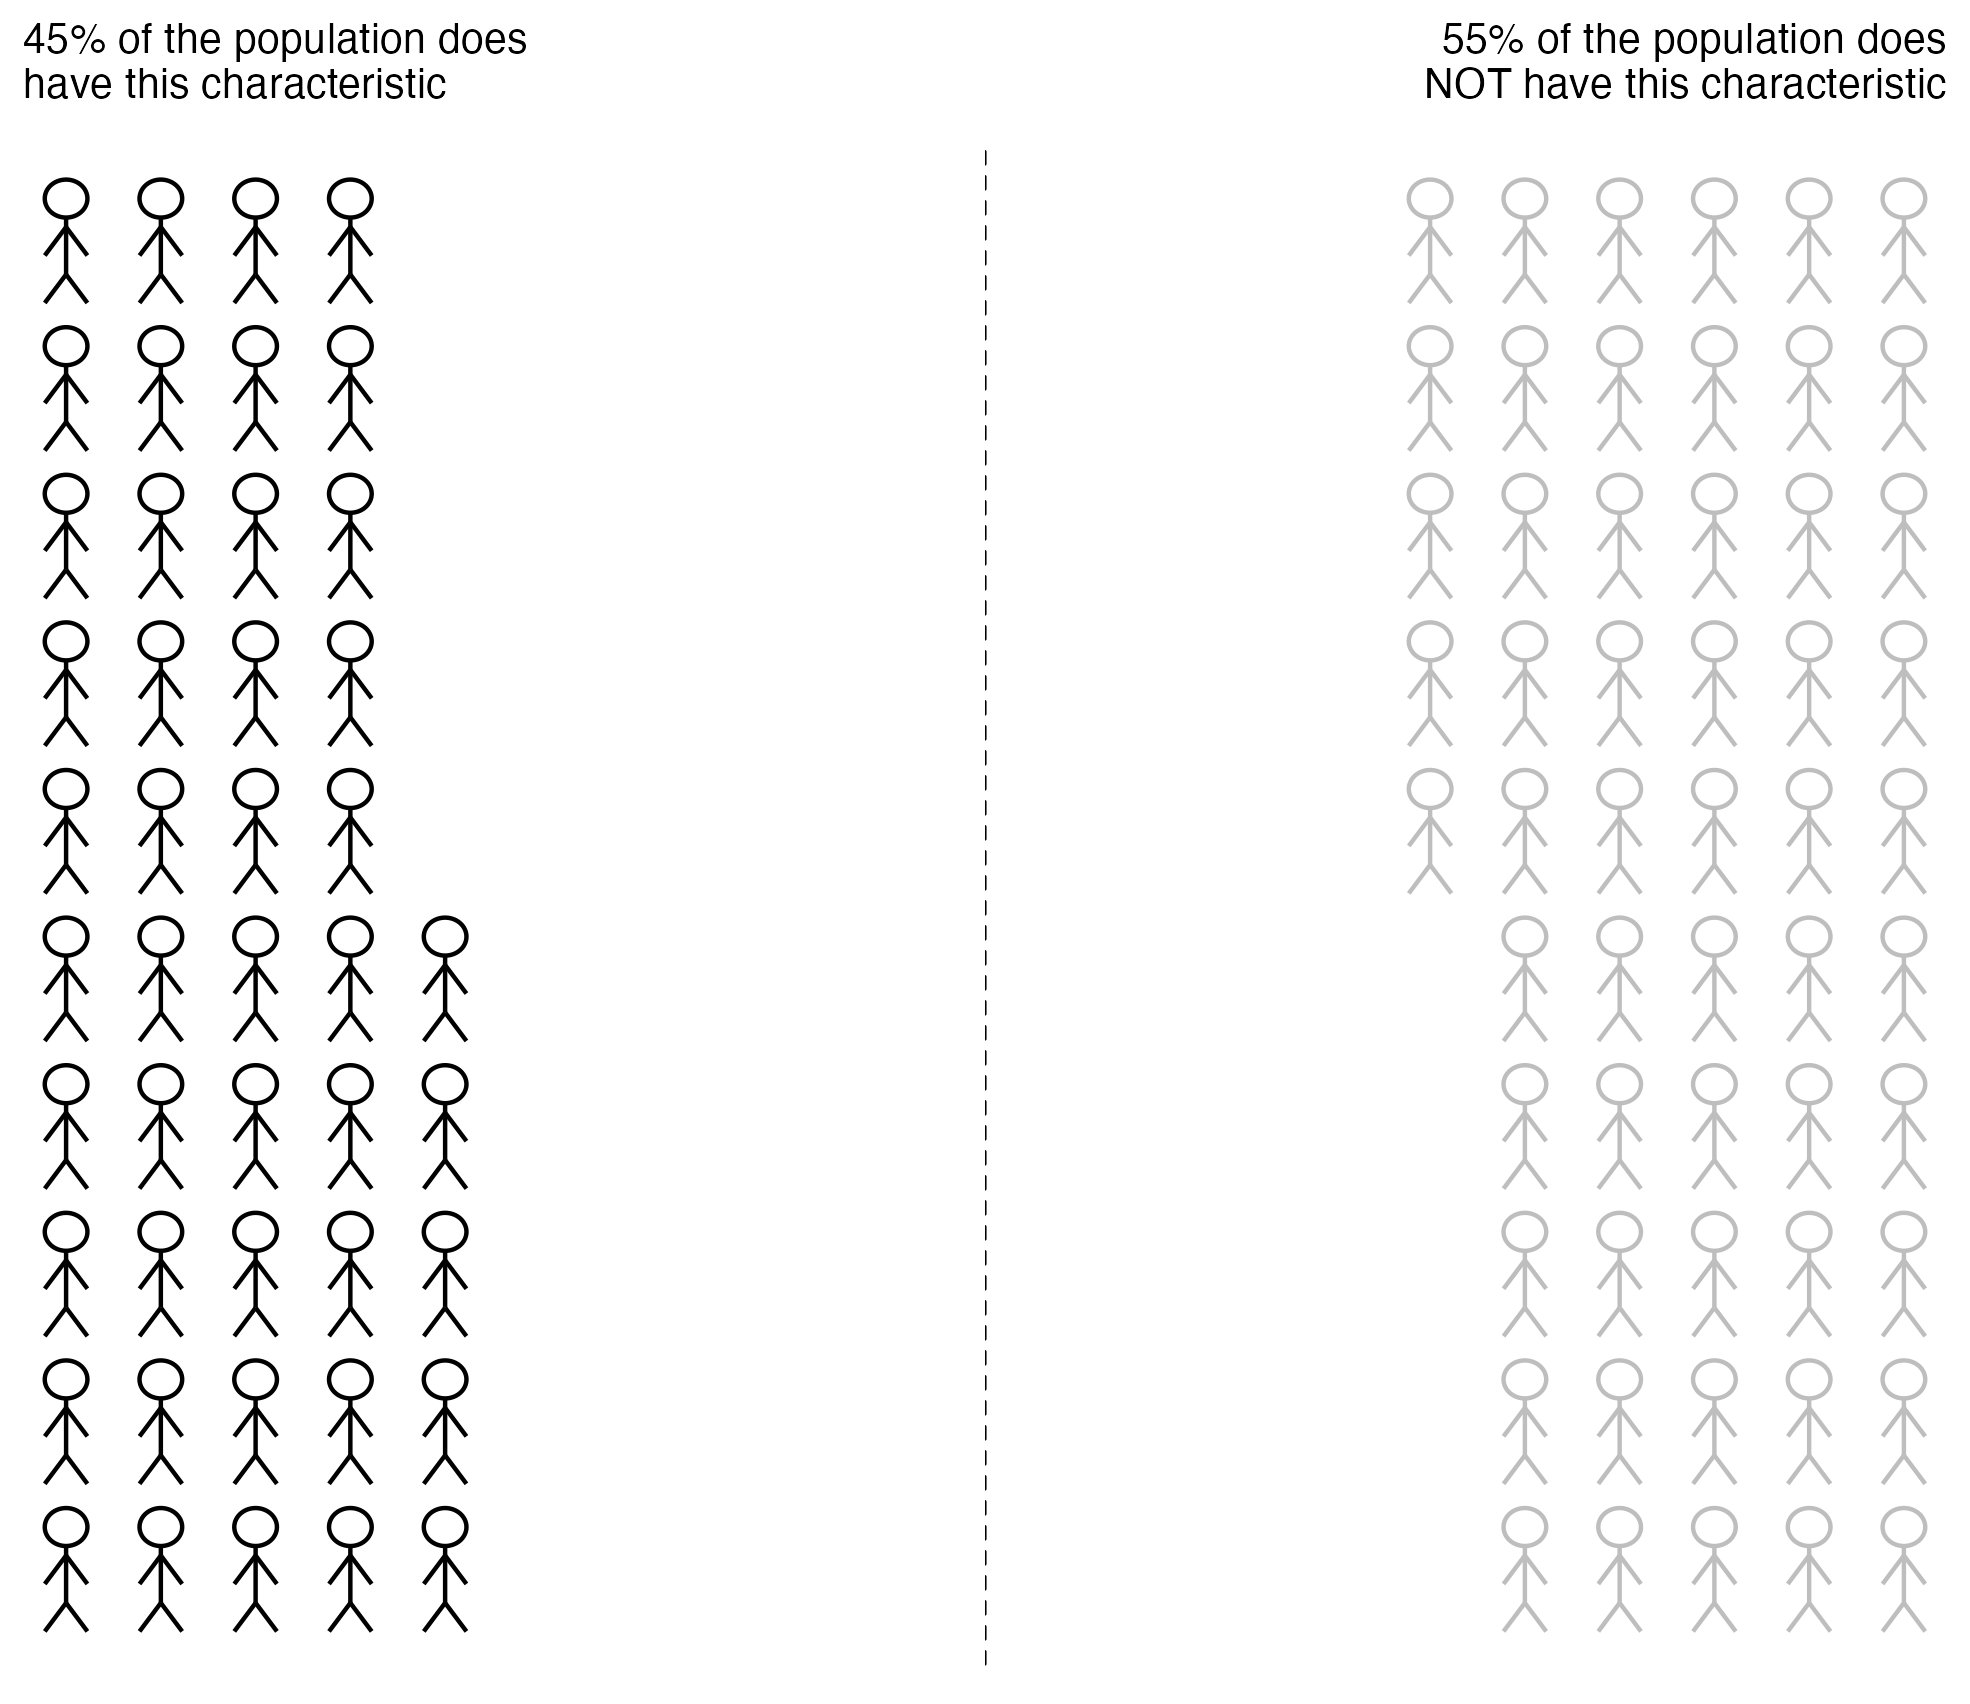 45% of the population does
have this characteristic
55% of the population does
NOT have this characteristic